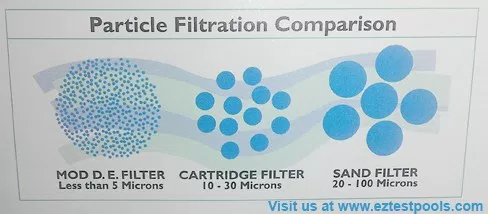 Particle Filtration Comparison
MOD D. E. FILTER
Less than 5 Microns
CARTRIDGE FILTER
10 - 30 Microns
SAND FILTER
20 - 100 Microns
Visit us at www.eztestpools.com